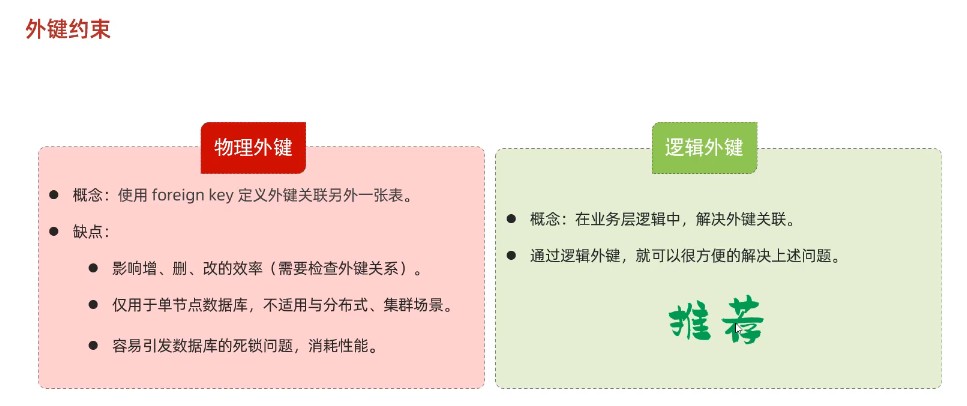 外键约束
物理外键
概念：使用 foreign key 定义外键关联另外一张表。
缺点：
影响增、删、改的效率（需要检查外键关系）。
仅用于单节点数据库，不适用与分布式、集群场景。
容易引发数据库的死锁问题，消耗性能。
逻辑外键
概念：在业务层逻辑中，解决外键关联。
通过逻辑外键，就可以很方便的解决上述问题。
推荐